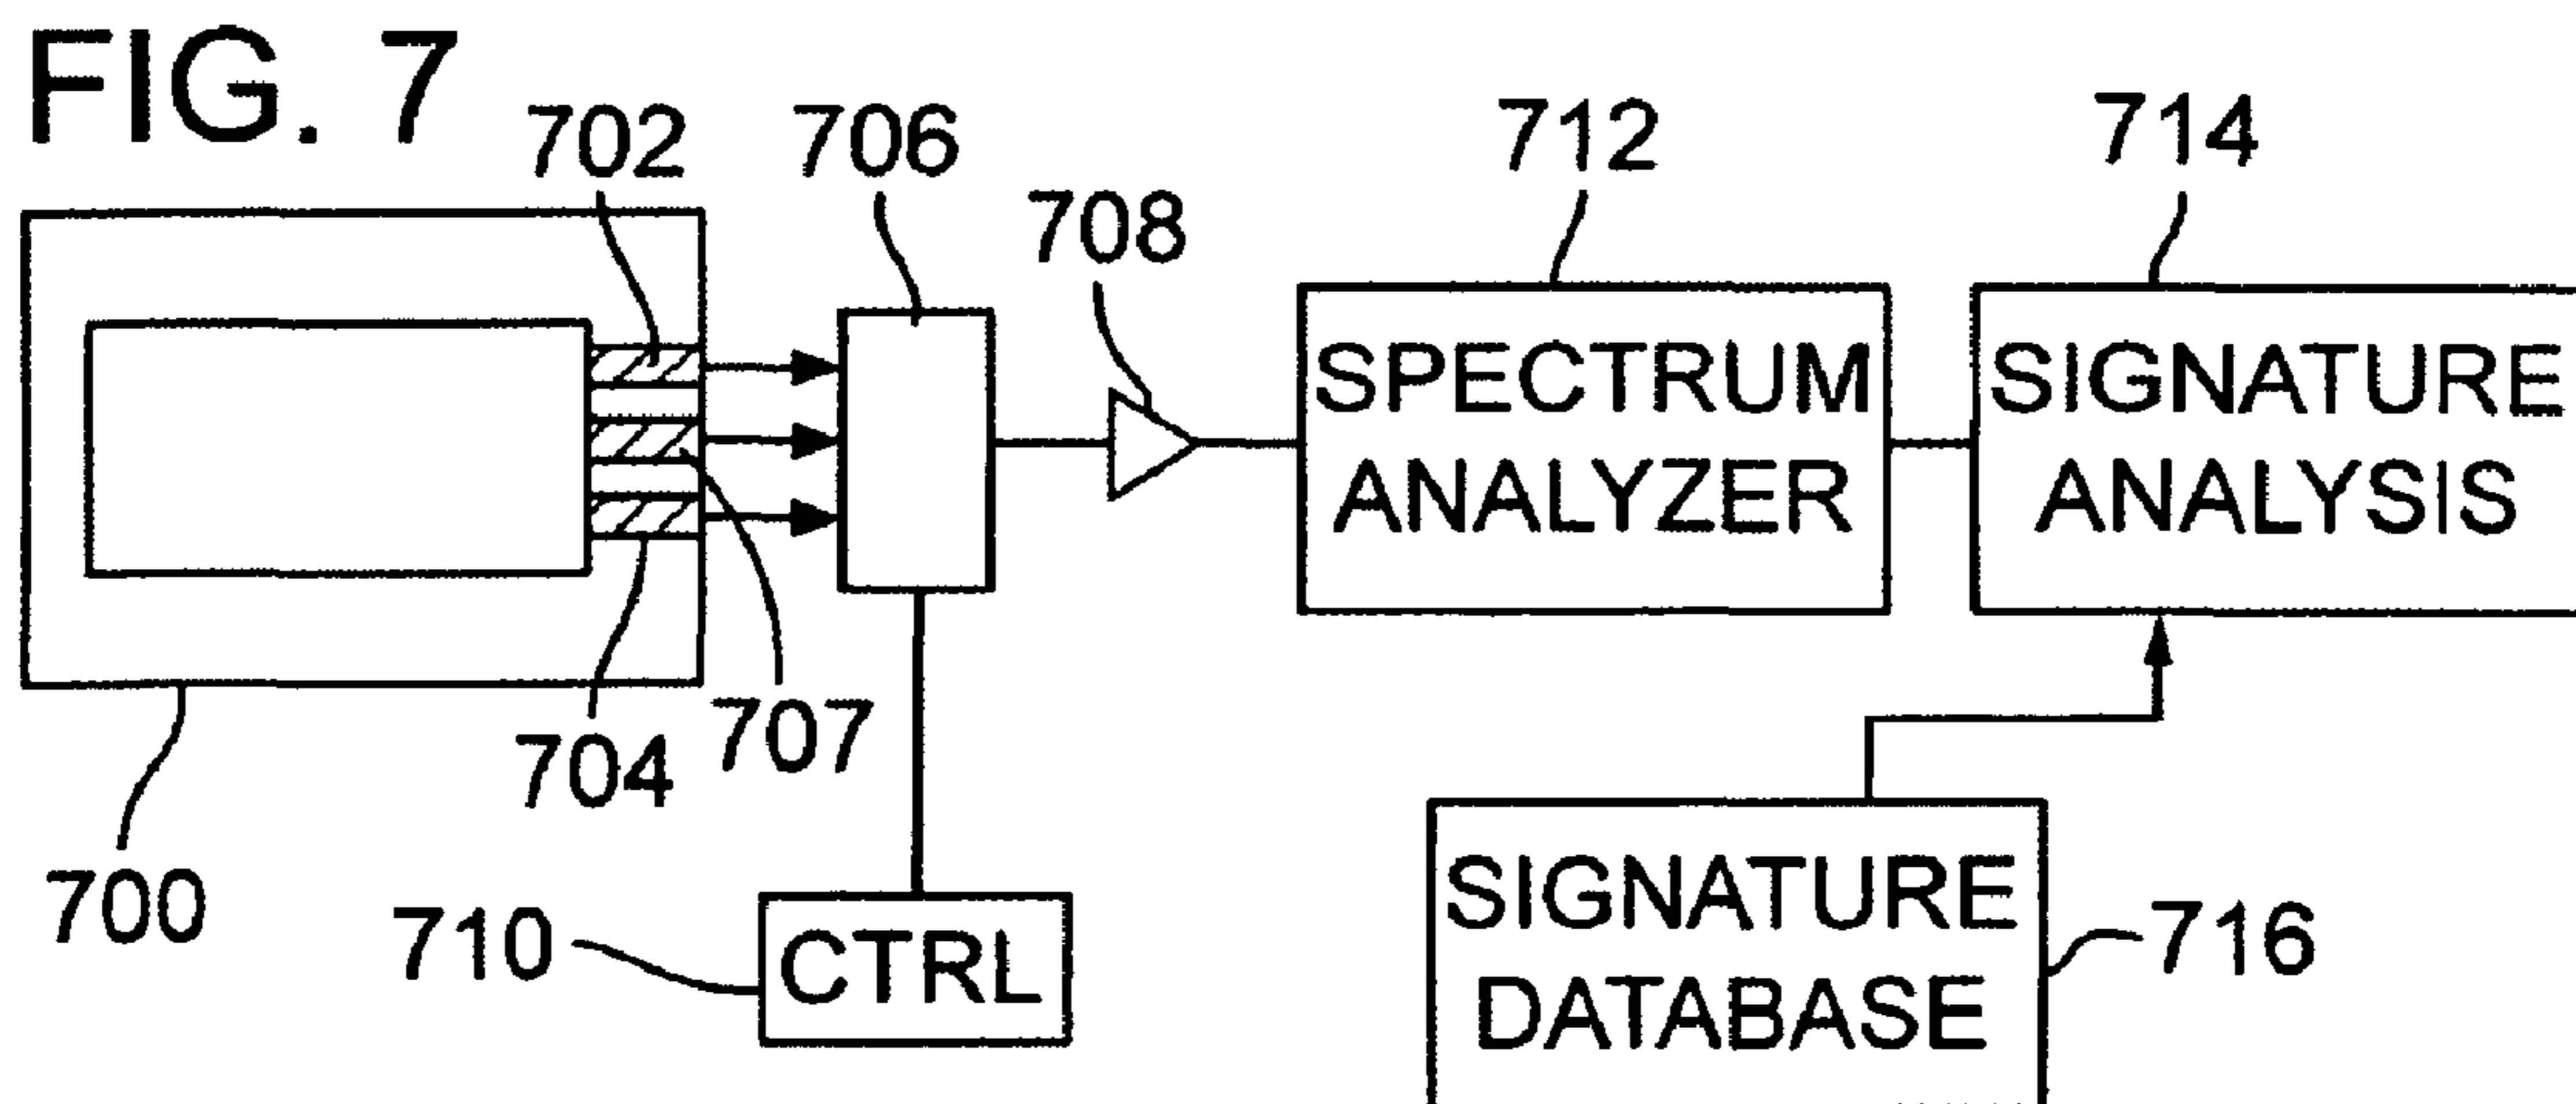 FIG. 7
702
706
708
712
714
SPECTRUM
ANALYZER
SIGNATURE
ANALYSIS
707
704
700
710
CTRL
SIGNATURE
DATABASE
716